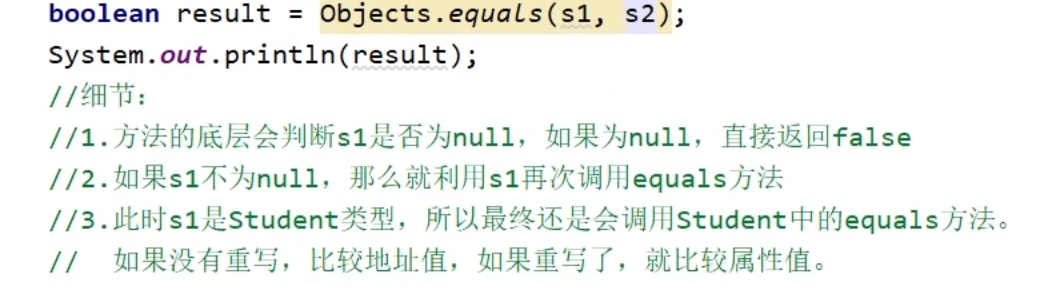 boolean result = Objects.equals(s1, s2);
System.out.println(result);
//细节：
//1.方法的底层会判断s1是否为null，如果为null，直接返回false
//2.如果s1不为null，那么就利用s1再次调用equals方法
//3.此时s1是Student类型，所以最终还是会调用Student中的equals方法。
//  如果没有重写，比较地址值，如果重写了，就比较属性值。